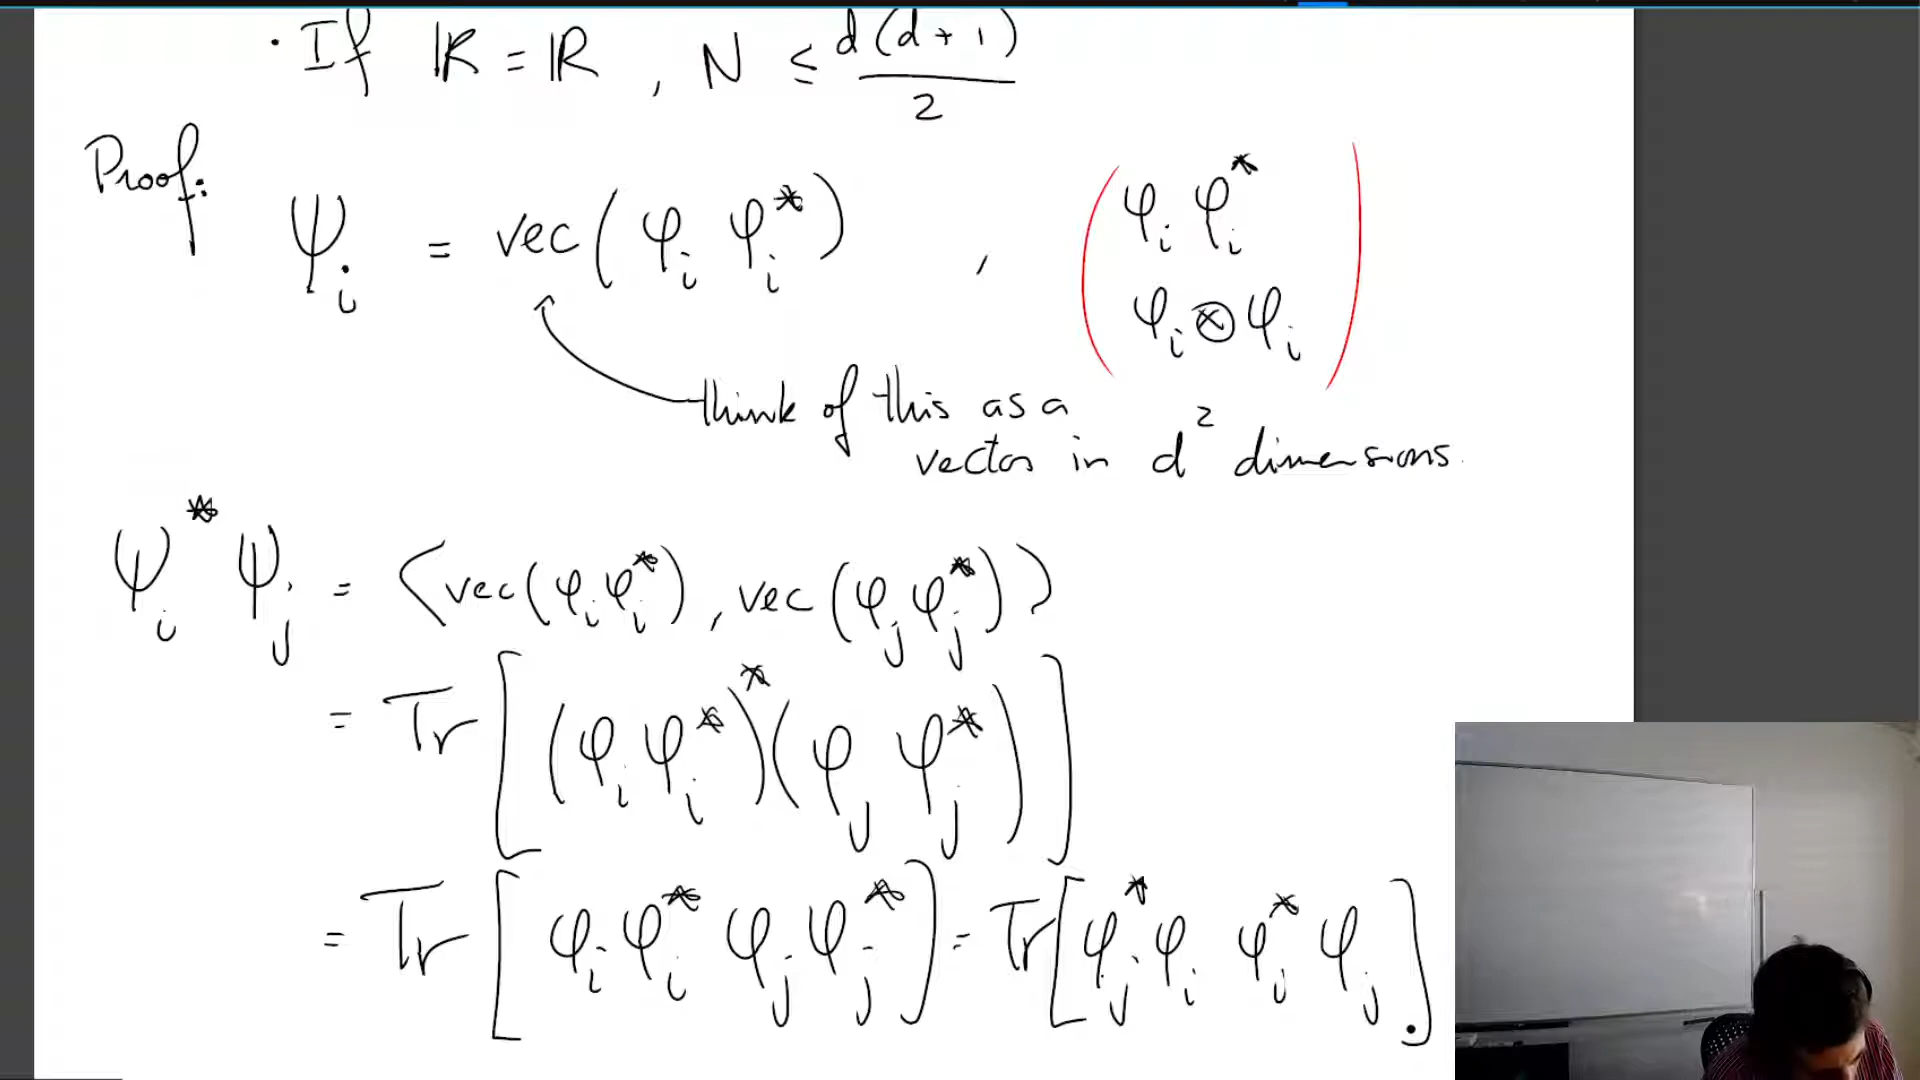 · If 𝕂 = ℝ , N ≤ d(d+1)/2
Proof:
ψ_i = vec(φ_i φ_i^*) , (φ_i φ_i^*
φ_i ⊗ φ_i)
think of this as a
vector in d^2 dimensions.
ψ_i^* ψ_j = ⟨vec(φ_i φ_i^*), vec(φ_j φ_j^*)⟩
= Tr[(φ_i φ_i^*)^* (φ_j φ_j^*)]
= Tr[φ_i φ_i^* φ_j φ_j^*] = Tr[φ_j^* φ_i φ_i^* φ_j]